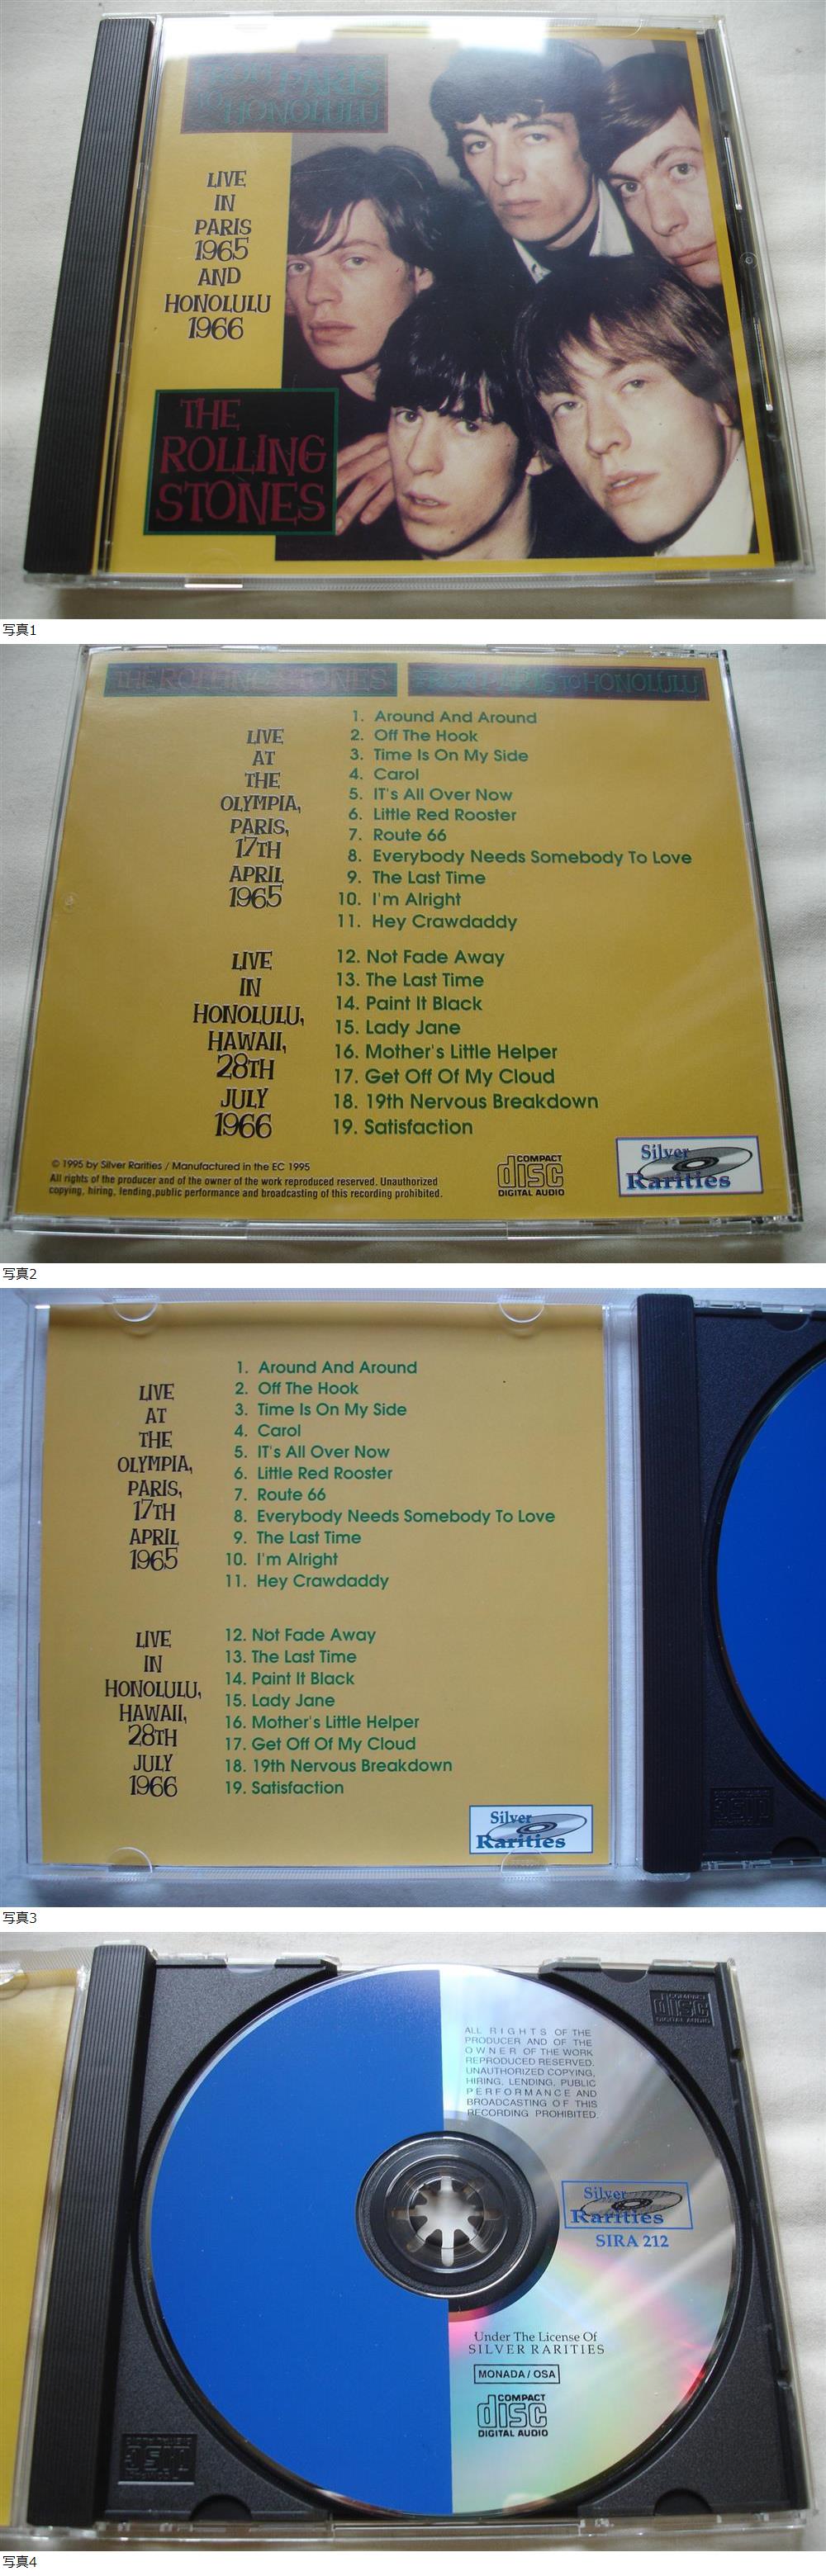 FROM PARIS
TO HONOLULU
LIVE
IN
PARIS
1965
AND
HONOLULU
1966
THE
ROLLING
STONES
写真1
THE ROLLING STONES FROM PARIS TO HONOLULU
LIVE
AT
THE
OLYMPIA,
PARIS,
17TH
APRIL
1965
1. Around And Around
2. Off The Hook
3. Time Is On My Side
4. Carol
5. IT's All Over Now
6. Little Red Rooster
7. Route 66
8. Everybody Needs Somebody To Love
9. The Last Time
10. I'm Alright
11. Hey Crawdaddy
LIVE
IN
HONOLULU,
HAWAII,
28TH
JULY
1966
12. Not Fade Away
13. The Last Time
14. Paint It Black
15. Lady Jane
16. Mother's Little Helper
17. Get Off Of My Cloud
18. 19th Nervous Breakdown
19. Satisfaction
© 1995 by Silver Rarities / Manufactured in the EC 1995
All rights of the producer and of the owner of the work reproduced reserved. Unauthorized
copying, hiring, lending,public performance and broadcasting of this recording prohibited.
COMPACT
disc
DIGITAL AUDIO
Silver
Rarities
写真2
LIVE
AT
THE
OLYMPIA,
PARIS,
17TH
APRIL
1965
1. Around And Around
2. Off The Hook
3. Time Is On My Side
4. Carol
5. IT's All Over Now
6. Little Red Rooster
7. Route 66
8. Everybody Needs Somebody To Love
9. The Last Time
10. I'm Alright
11. Hey Crawdaddy
LIVE
IN
HONOLULU,
HAWAII,
28TH
JULY
1966
12. Not Fade Away
13. The Last Time
14. Paint It Black
15. Lady Jane
16. Mother's Little Helper
17. Get Off Of My Cloud
18. 19th Nervous Breakdown
19. Satisfaction
Silver
Rarities
写真3
COMPACT
disc
DIGITAL AUDIO
ALL RIGHTS OF THE
PRODUCER AND OF THE
OWNER OF THE WORK
REPRODUCED RESERVED.
UNAUTHORIZED COPYING,
HIRING, LENDING, PUBLIC
PERFORMANCE AND
BROADCASTING OF THIS
RECORDING PROHIBITED.
Silver
Rarities
SIRA 212
Under The License Of
SILVER RARITIES
MONADA / OSA
COMPACT
disc
DIGITAL AUDIO
写真4